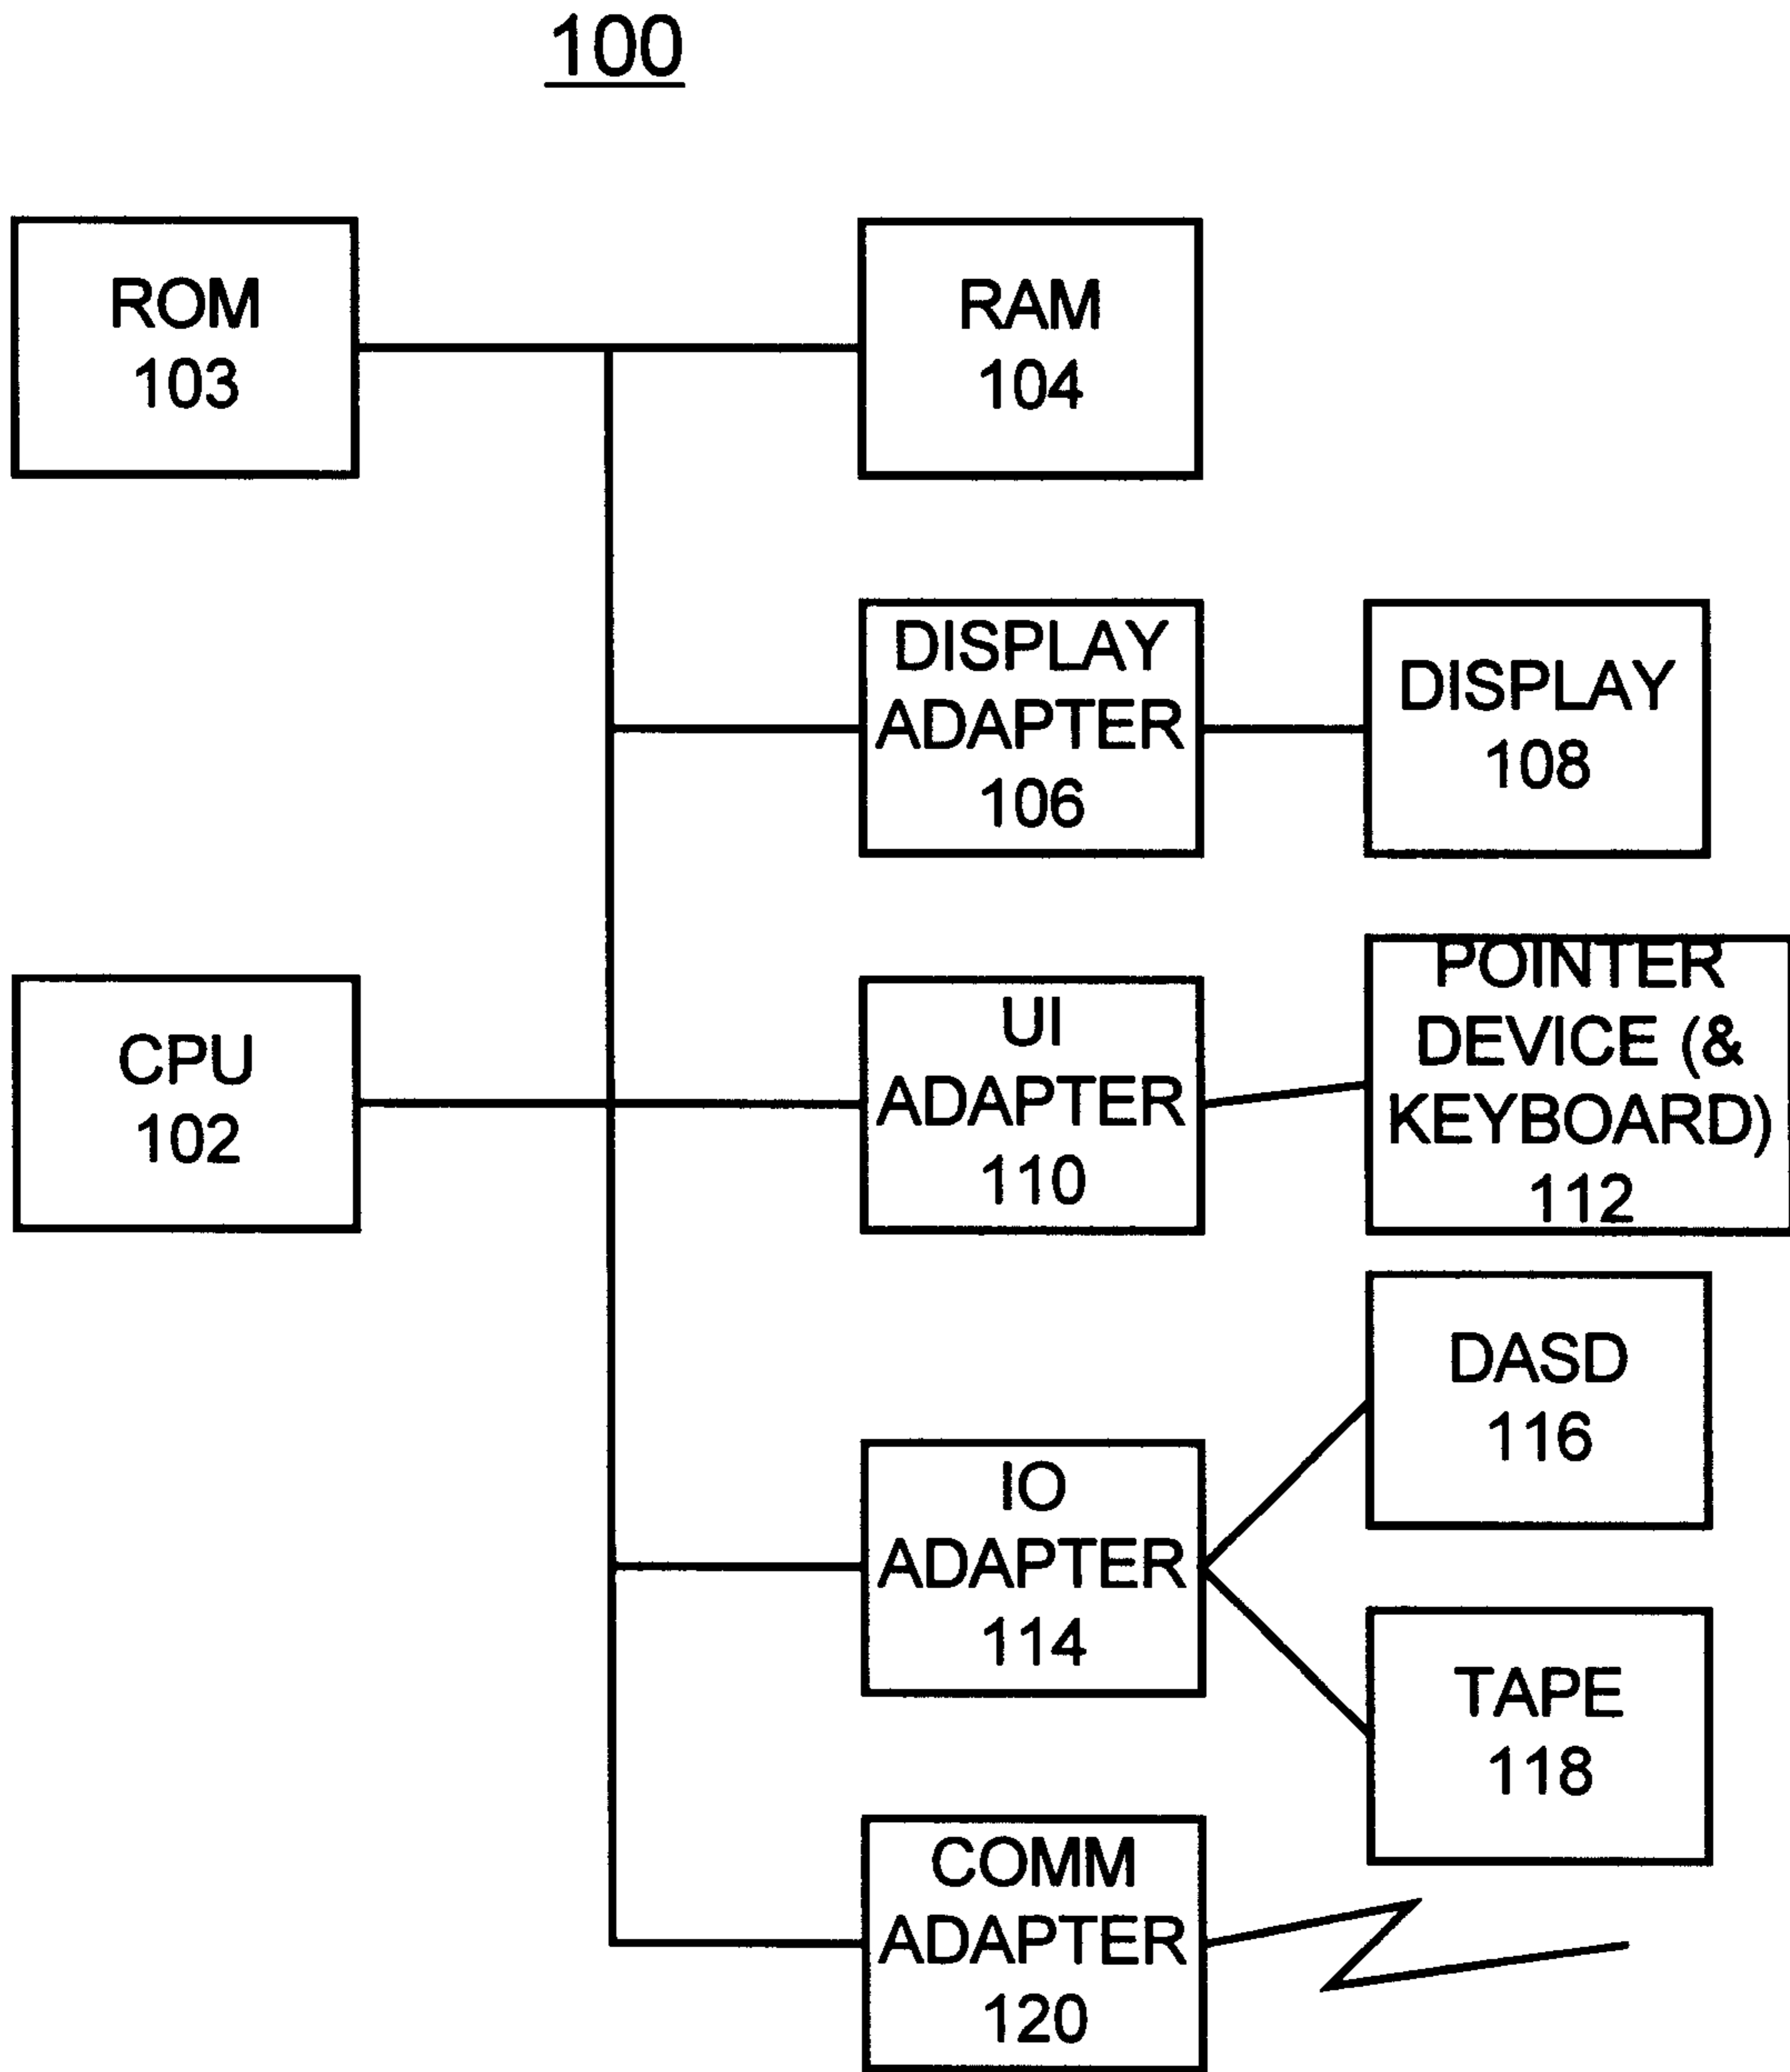 100
ROM
103
RAM
104
DISPLAY
ADAPTER
106
DISPLAY
108
CPU
102
UI
ADAPTER
110
POINTER
DEVICE (&
KEYBOARD)
112
DASD
116
IO
ADAPTER
114
TAPE
118
COMM
ADAPTER
120